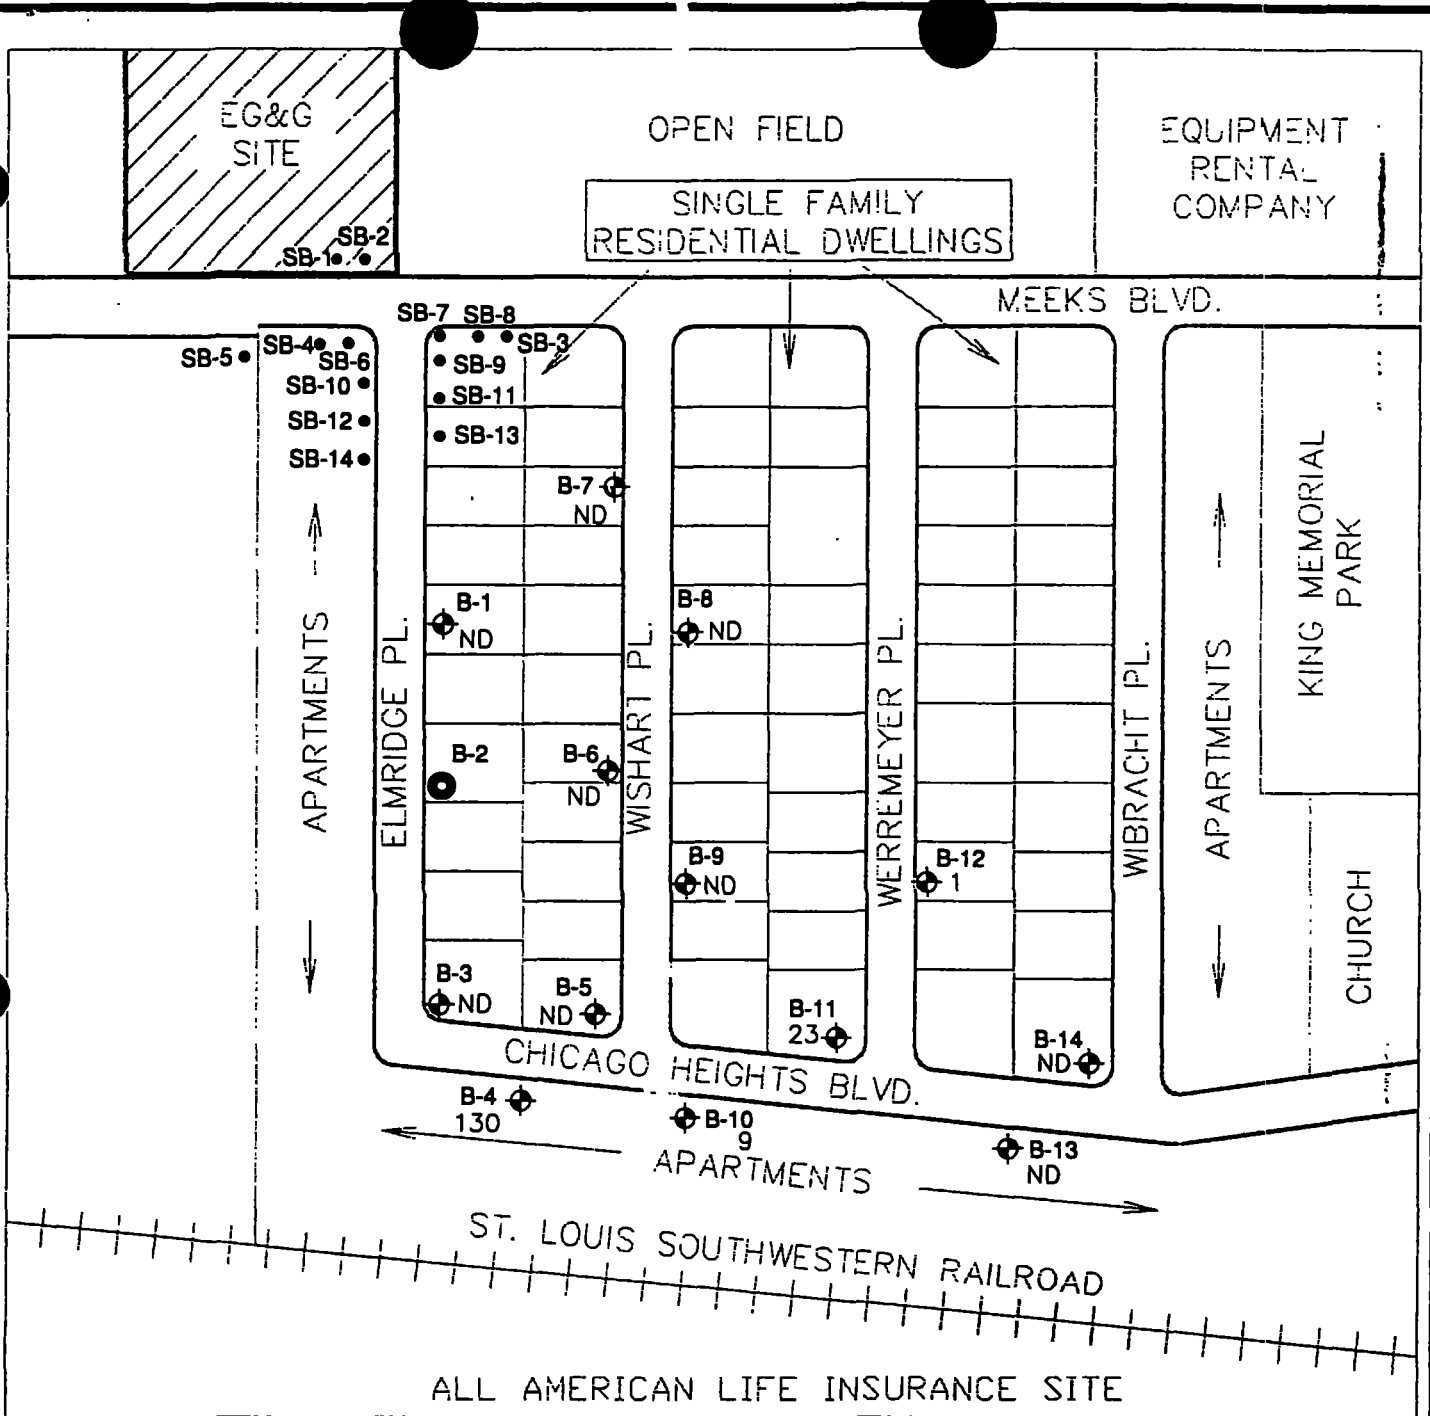 EG&G
SITE
OPEN FIELD
EQUIPMENT
RENTAL
COMPANY
SINGLE FAMILY
RESIDENTIAL DWELLINGS
SB-2
SB-1
MEEKS BLVD.
SB-7
SB-8
SB-3
SB-4
SB-5
SB-6
SB-9
SB-10
SB-11
SB-12
SB-13
SB-14
B-7
ND
B-1
ND
B-8
ND
APARTMENTS
ELMRIDGE PL.
WISHART PL.
WERREMEYER PL.
WIBRACHT PL.
APARTMENTS
KING MEMORIAL
PARK
B-2
B-6
ND
B-9
ND
B-12
1
CHURCH
B-3
ND
B-5
ND
B-11
23
B-14
ND
CHICAGO HEIGHTS BLVD.
B-4
130
B-10
9
B-13
ND
APARTMENTS
ST. LOUIS SOUTHWESTERN RAILROAD
ALL AMERICAN LIFE INSURANCE SITE